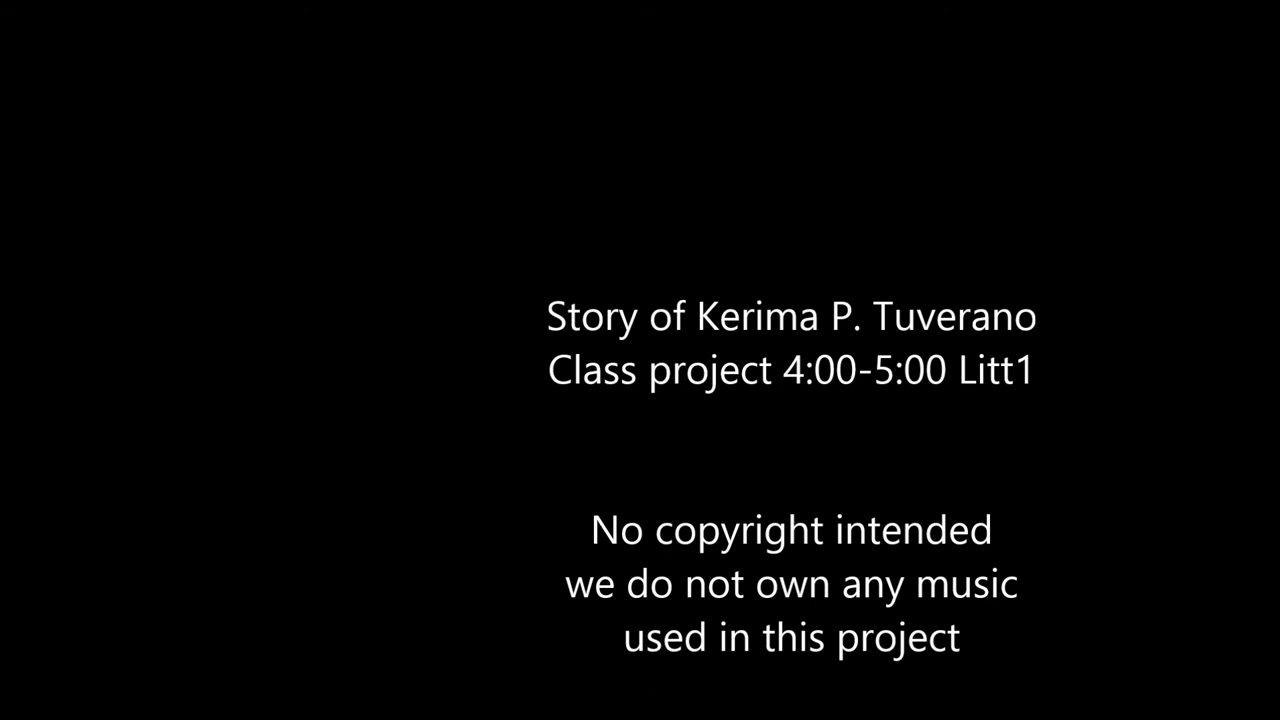 Story of Kerima P. Tuverano
Class project 4:00-5:00 Litt1
No copyright intended
we do not own any music
used in this project